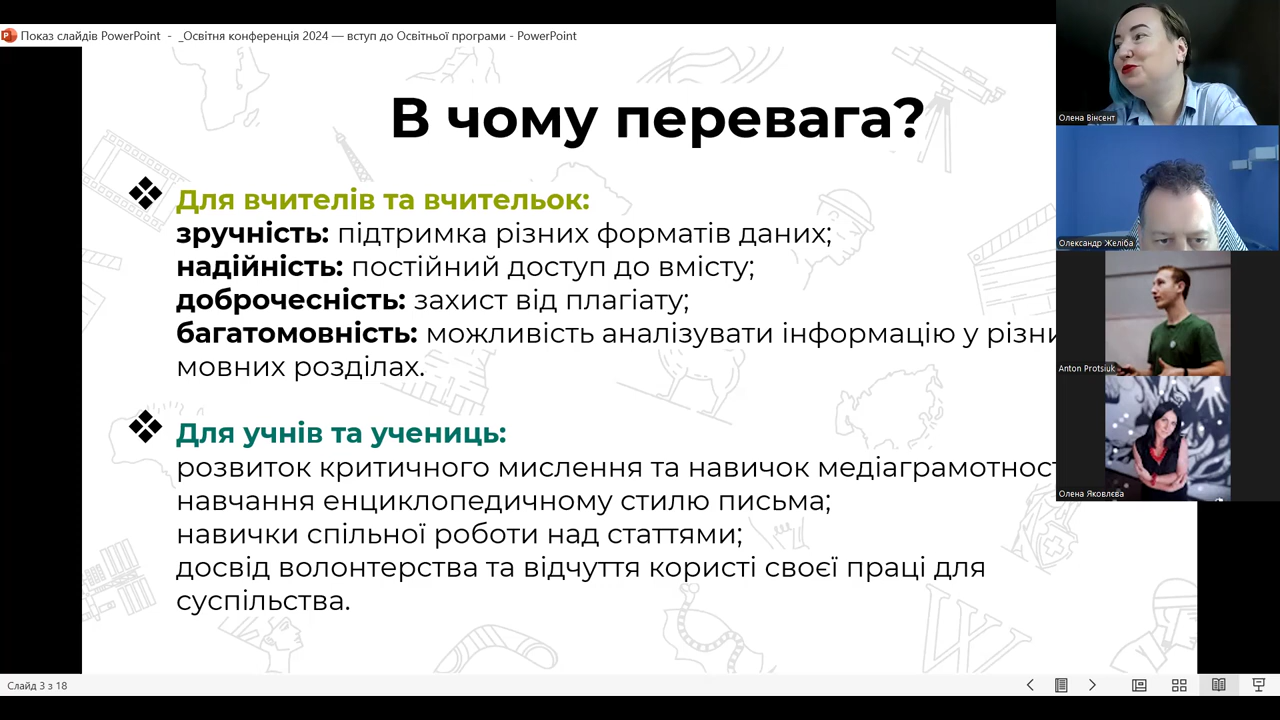 Показ слайдів PowerPoint - _Освітня конференція 2024 — вступ до Освітньої програми - PowerPoint
В чому перевага?
Для вчителів та вчительок:
зручність: підтримка різних форматів даних;
надійність: постійний доступ до вмісту;
доброчесність: захист від плагіату;
багатомовність: можливість аналізувати інформацію у різни
мовних розділах.
Для учнів та учениць:
розвиток критичного мислення та навичок медіаграмотност
навчання енциклопедичному стилю письма;
навички спільної роботи над статтями;
досвід волонтерства та відчуття користі своєї праці для
суспільства.
Олена Вінсент
Олександр Желіба
Anton Protsiuk
Олена Яковлєва
Слайд 3 з 18